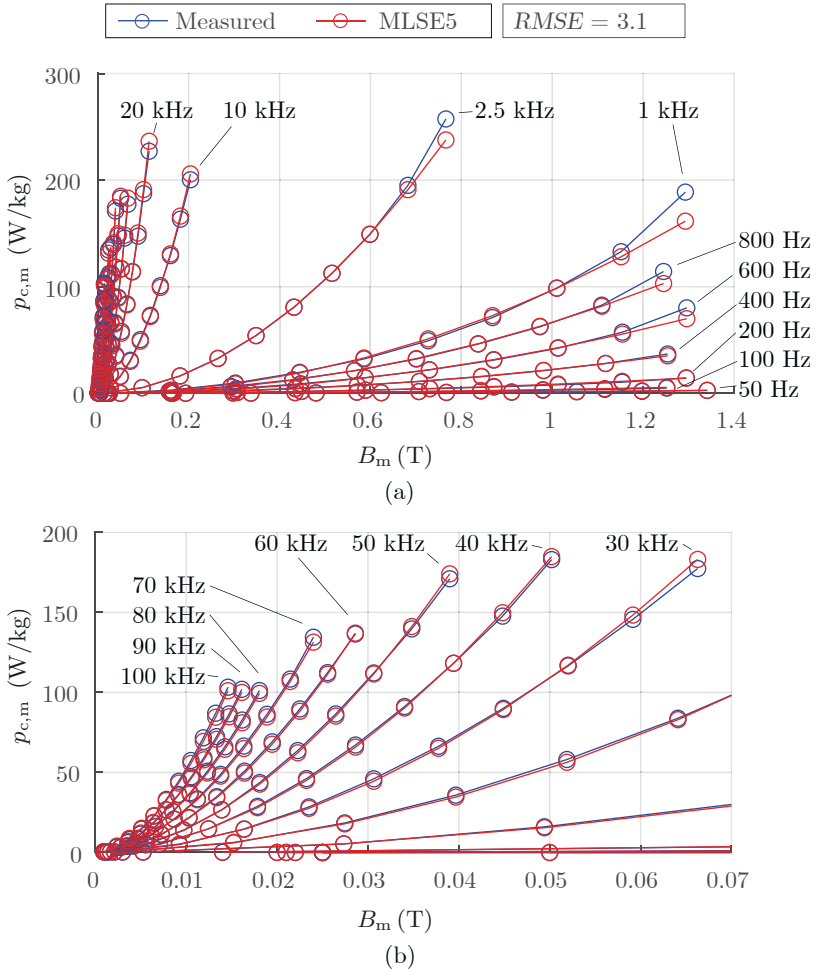 Measured MLSE5 RMSE = 3.1
300
20 kHz 10 kHz 2.5 kHz 1 kHz
200
800 Hz
600 Hz
100
400 Hz
200 Hz
100 Hz
50 Hz
0
p_c,m (W/kg)
0 0.2 0.4 0.6 0.8 1 1.2 1.4
B_m (T)
(a)
200
60 kHz 50 kHz 40 kHz 30 kHz
70 kHz
150
80 kHz
90 kHz
100 kHz
100
50
0
p_c,m (W/kg)
0 0.01 0.02 0.03 0.04 0.05 0.06 0.07
B_m (T)
(b)